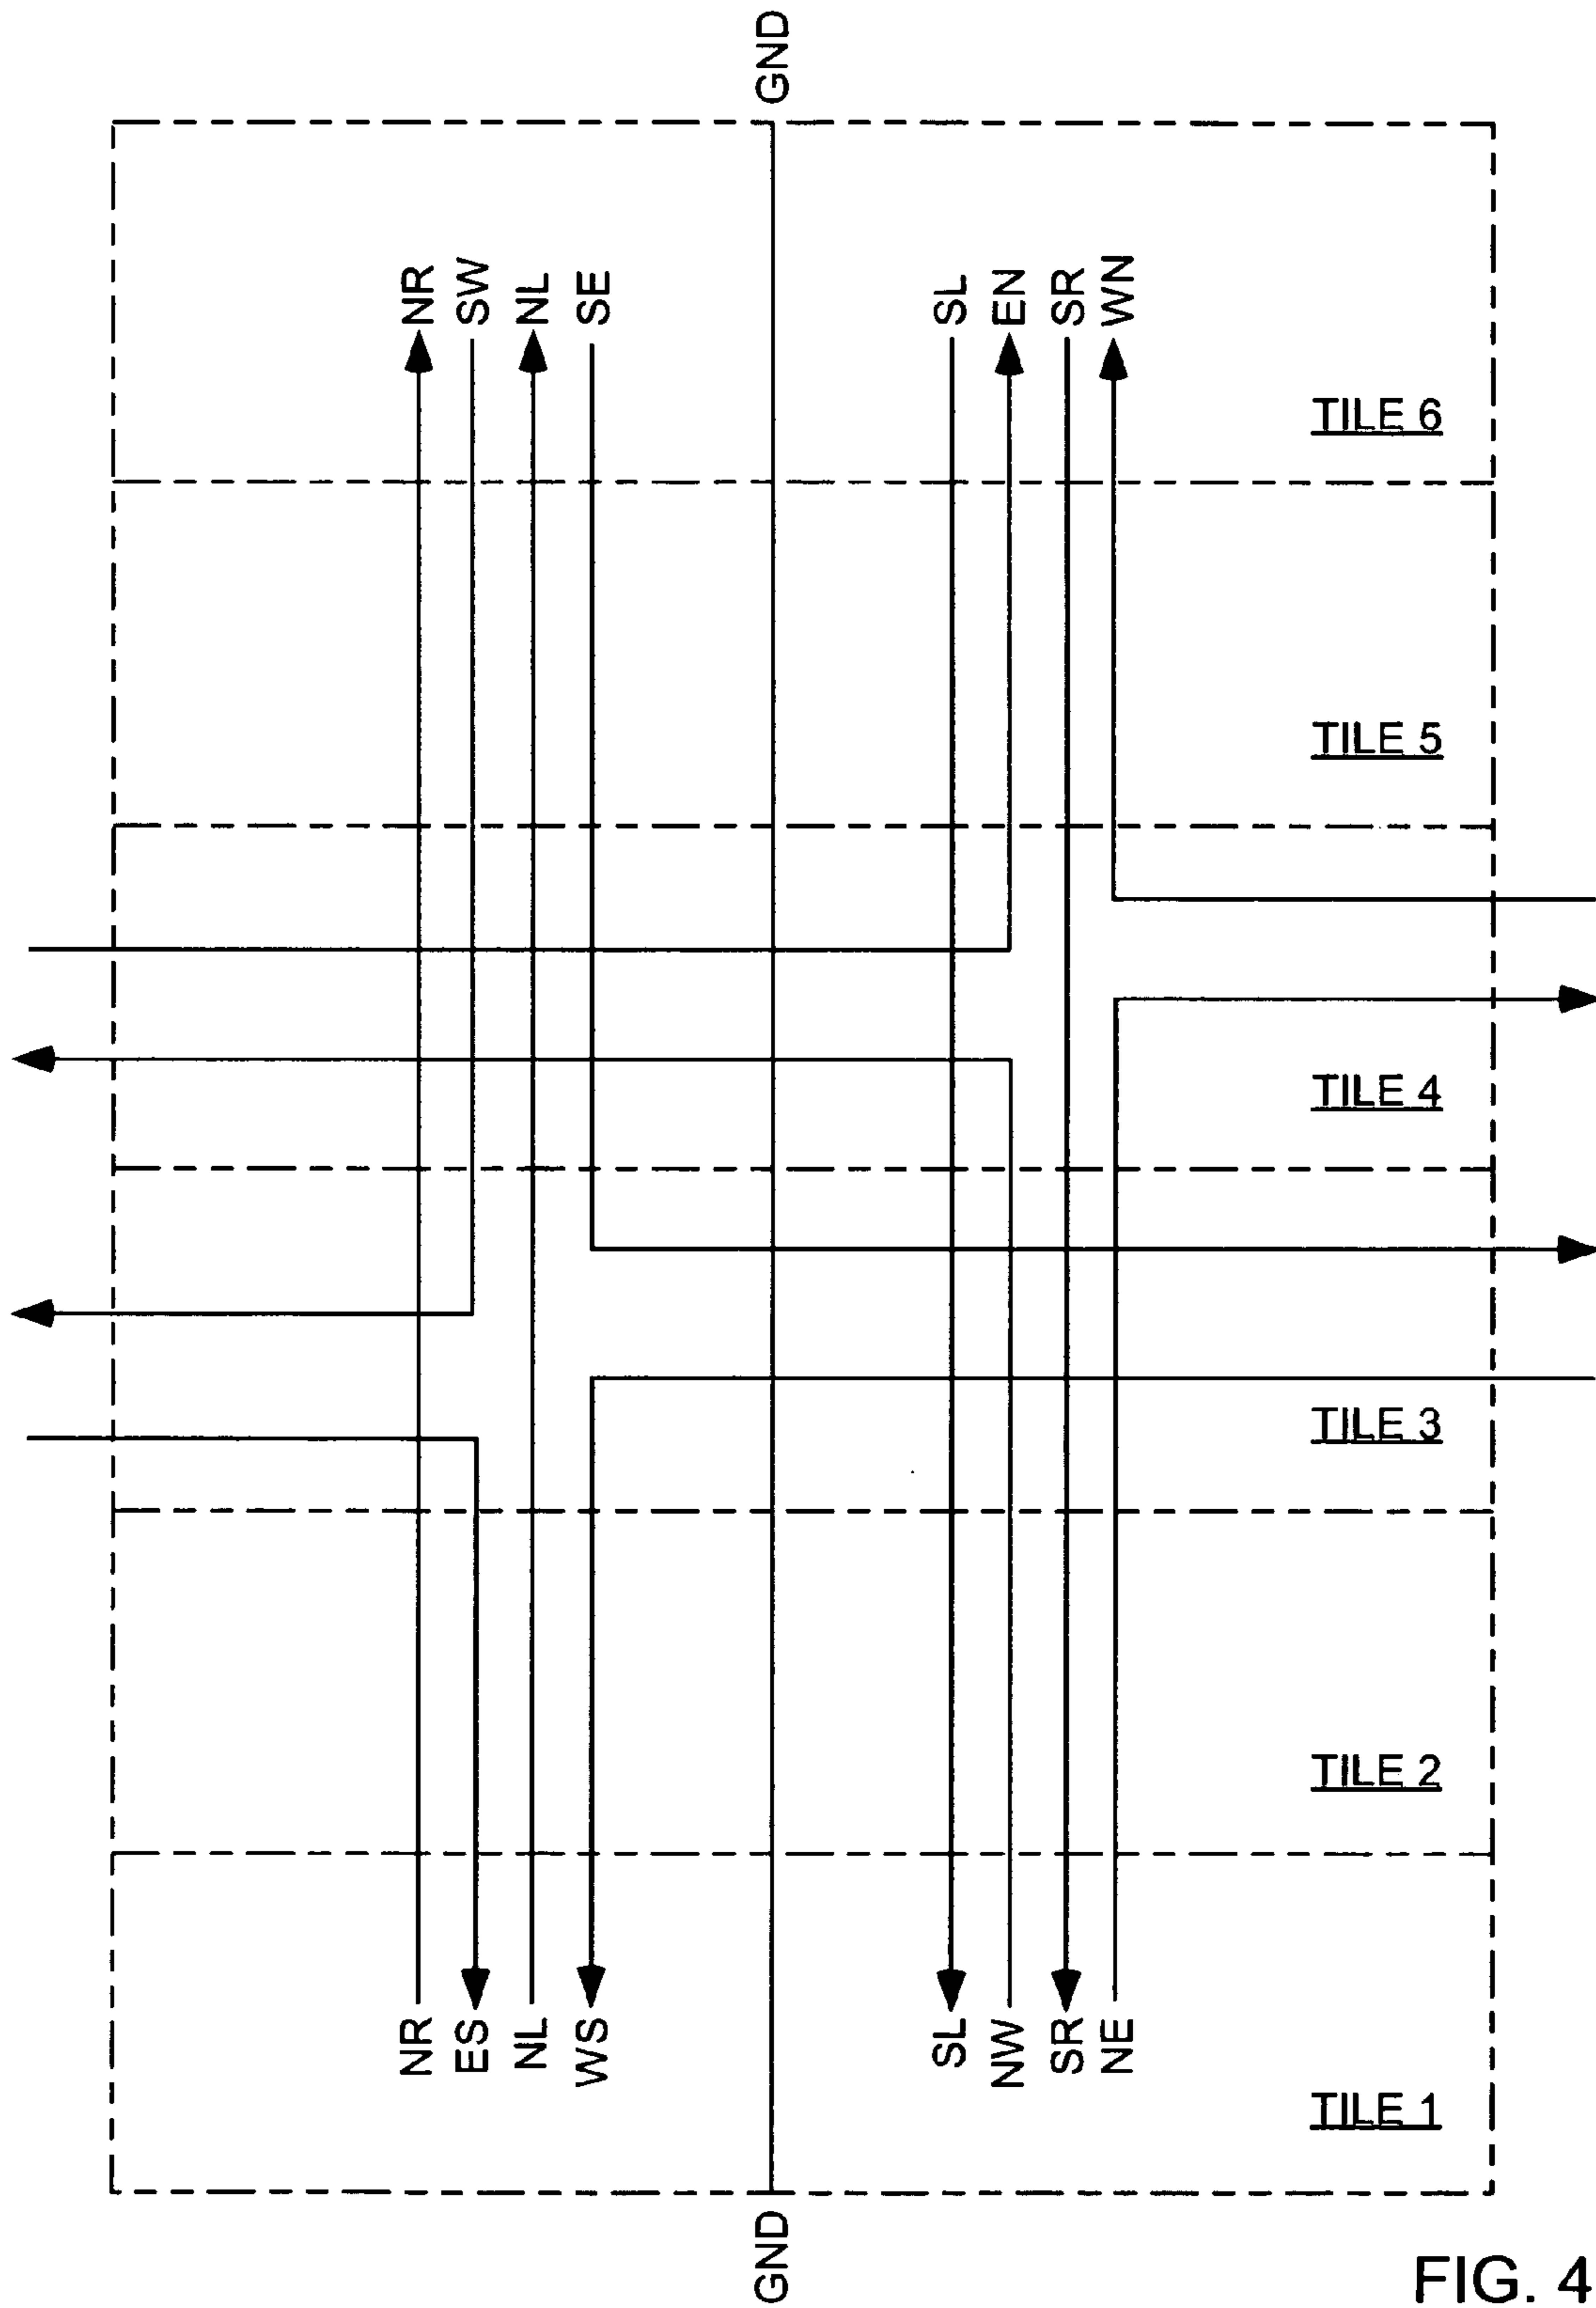 GND
NR
SW
NL
SE
SL
EN
SR
WN
TILE 6
TILE 5
TILE 4
TILE 3
TILE 2
NR
ES
NL
WS
SL
NW
SR
NE
TILE 1
GND
FIG. 4